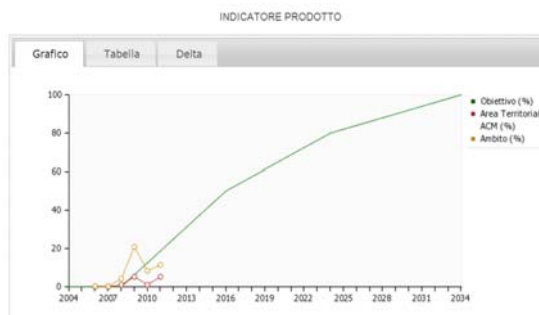 INDICATORE PRODOTTO
Grafico Tabella Delta
100
80
60
40
20
0
2004 2007 2010 2013 2016 2019 2022 2025 2028 2031 2034
Obiettivo (%)
Area Territorial
ACM (%)
Ambito (%)